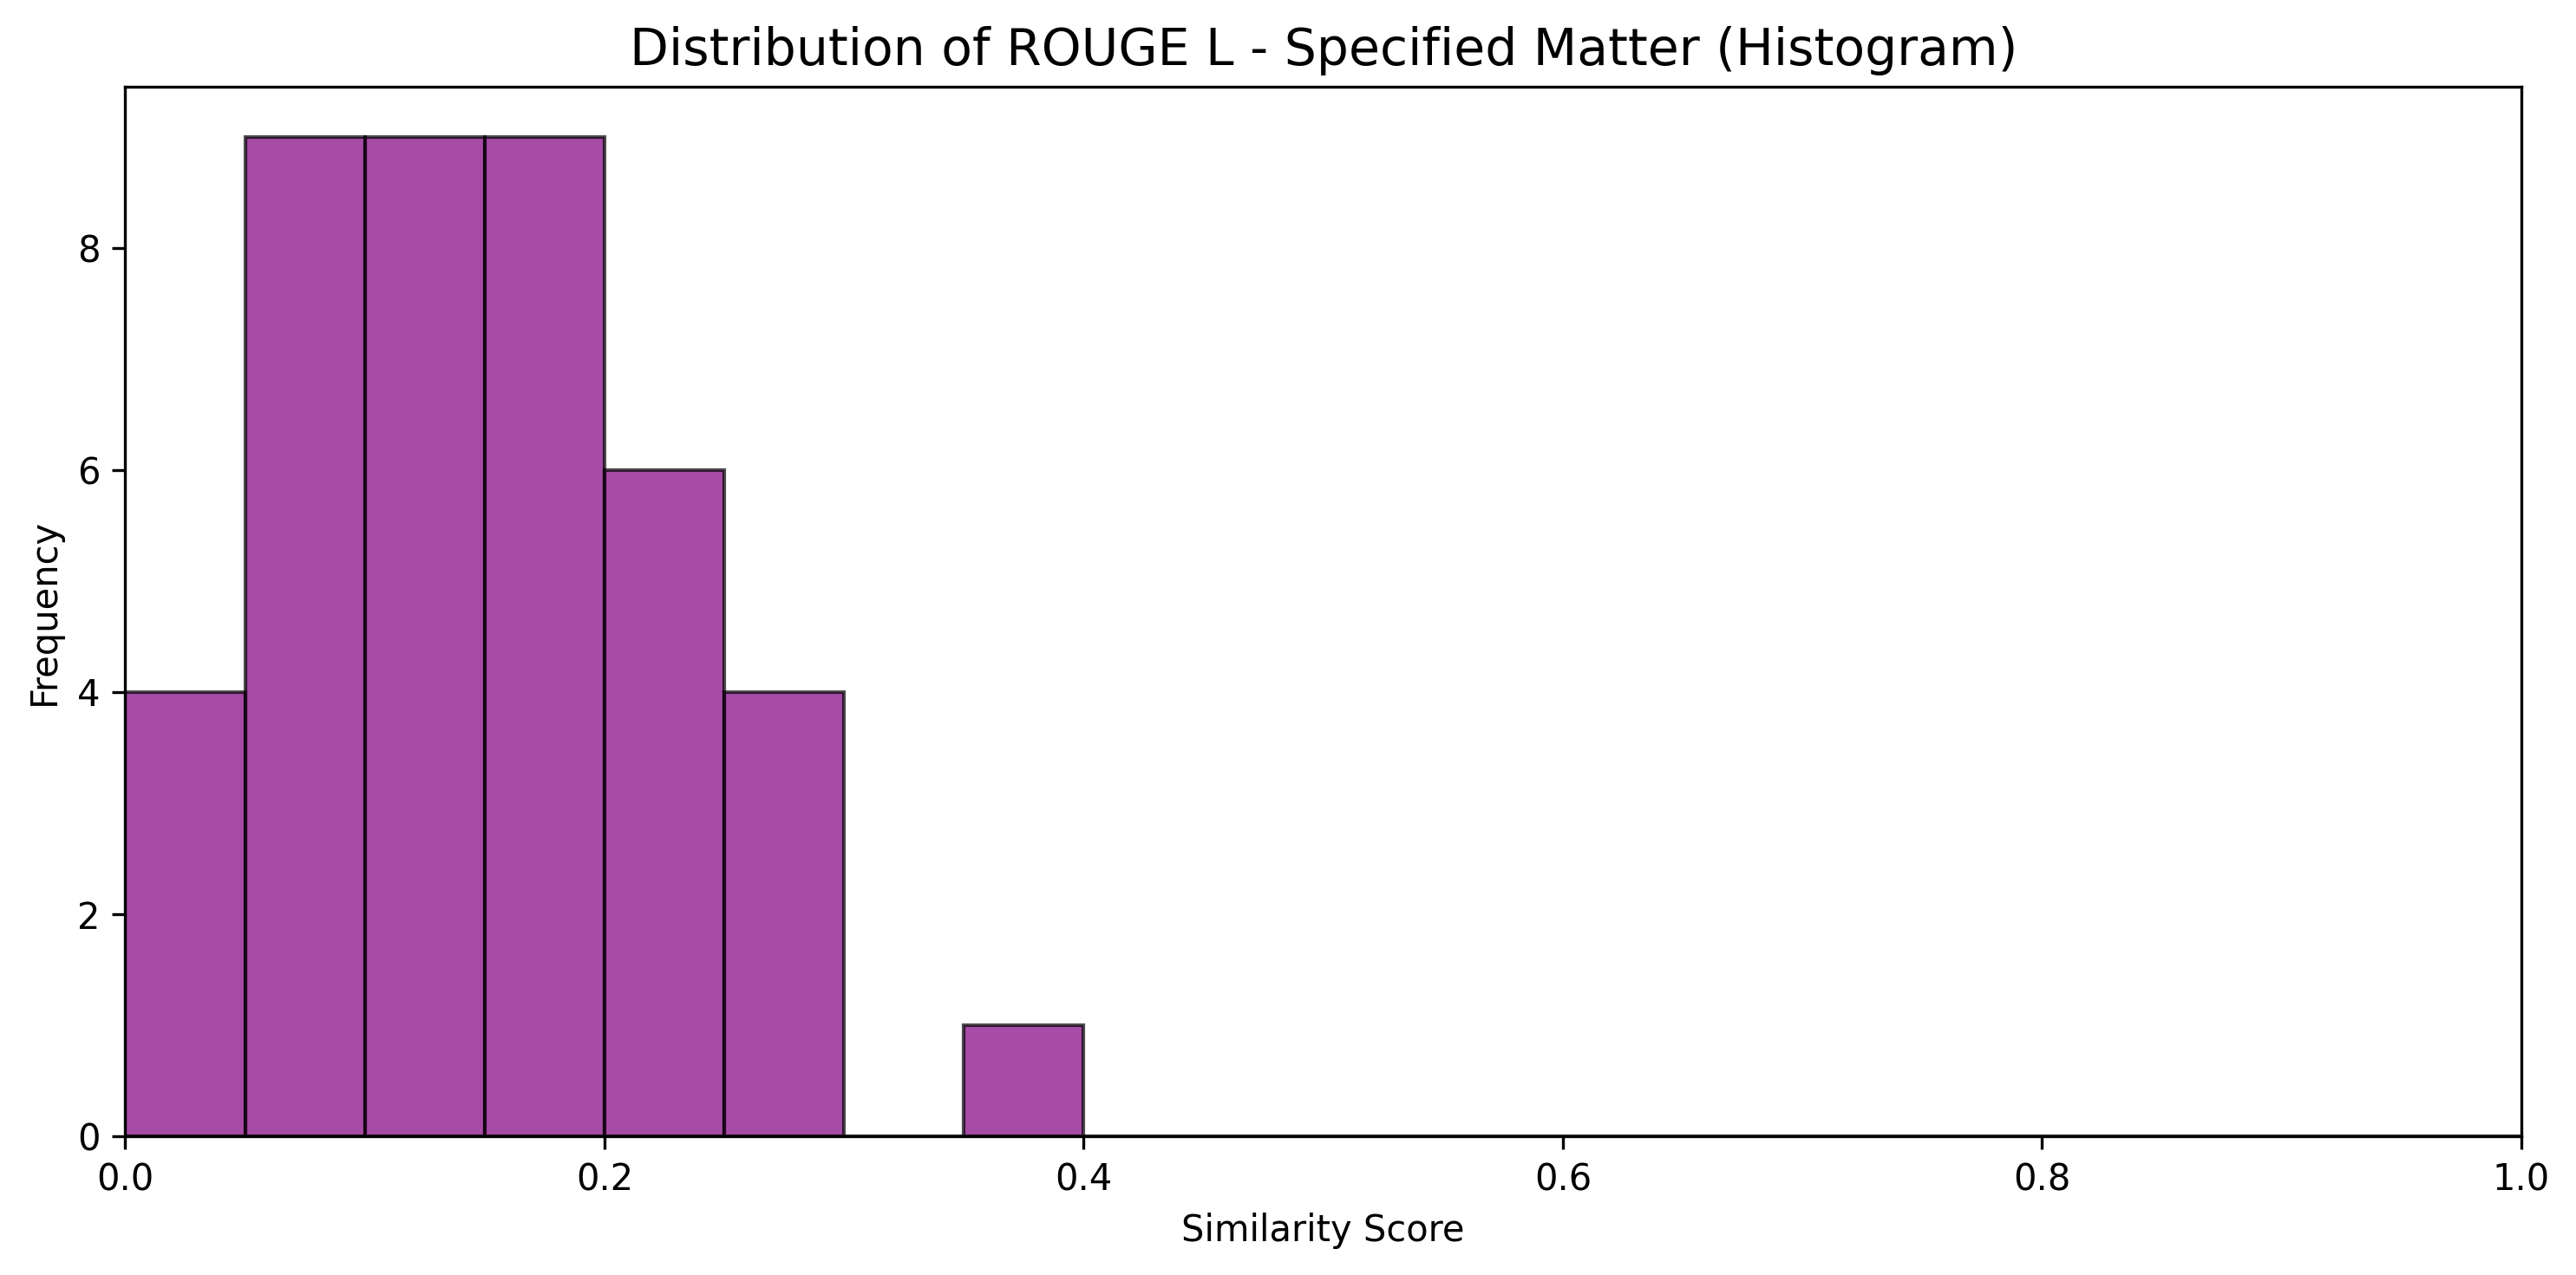 Distribution of ROUGE L - Specified Matter (Histogram)
Frequency
8
6
4
2
0
0.0 0.2 0.4 0.6 0.8 1.0
Similarity Score